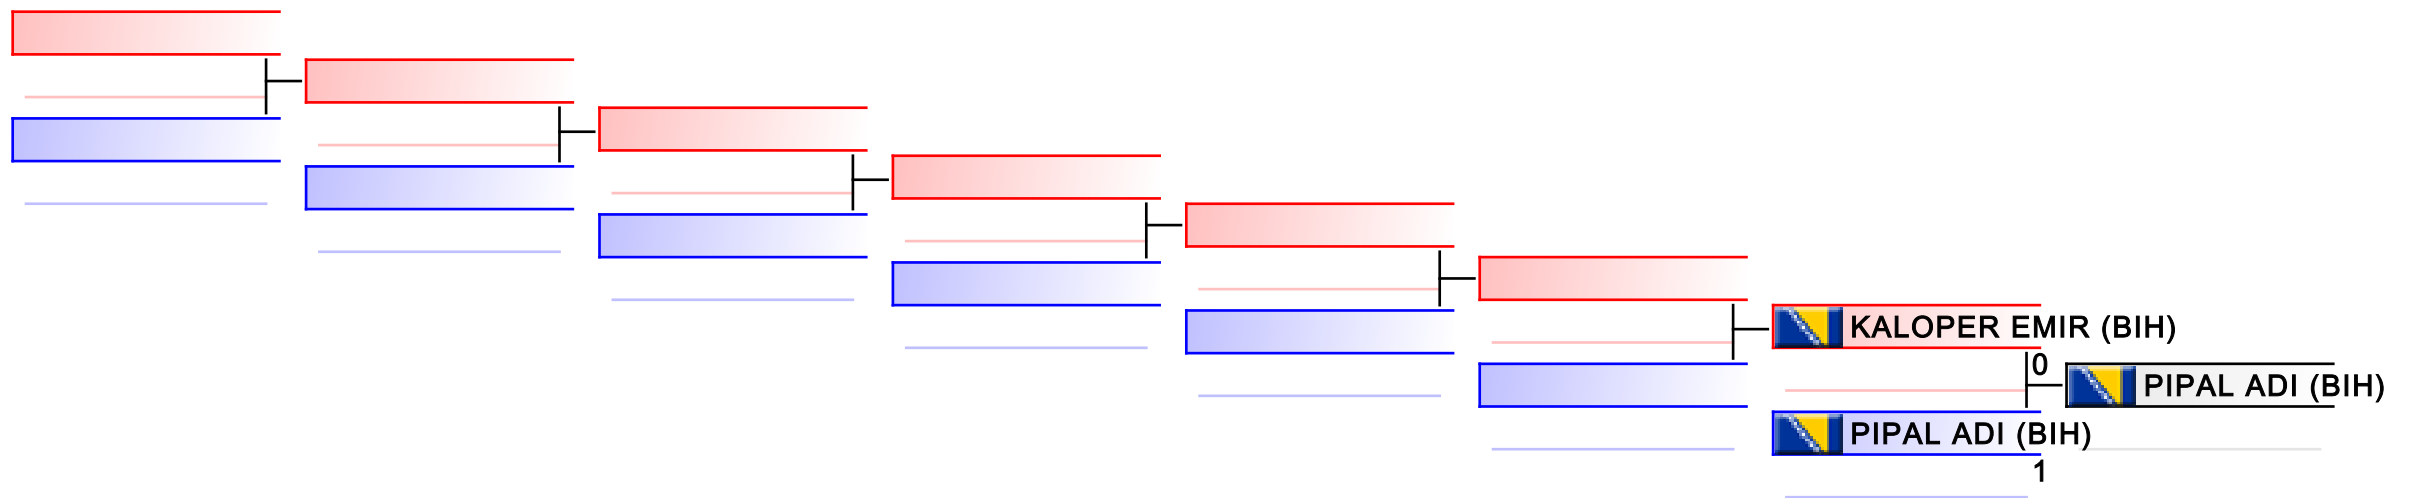 KALOPER EMIR (BIH)
0
PIPAL ADI (BIH)
PIPAL ADI (BIH)
1